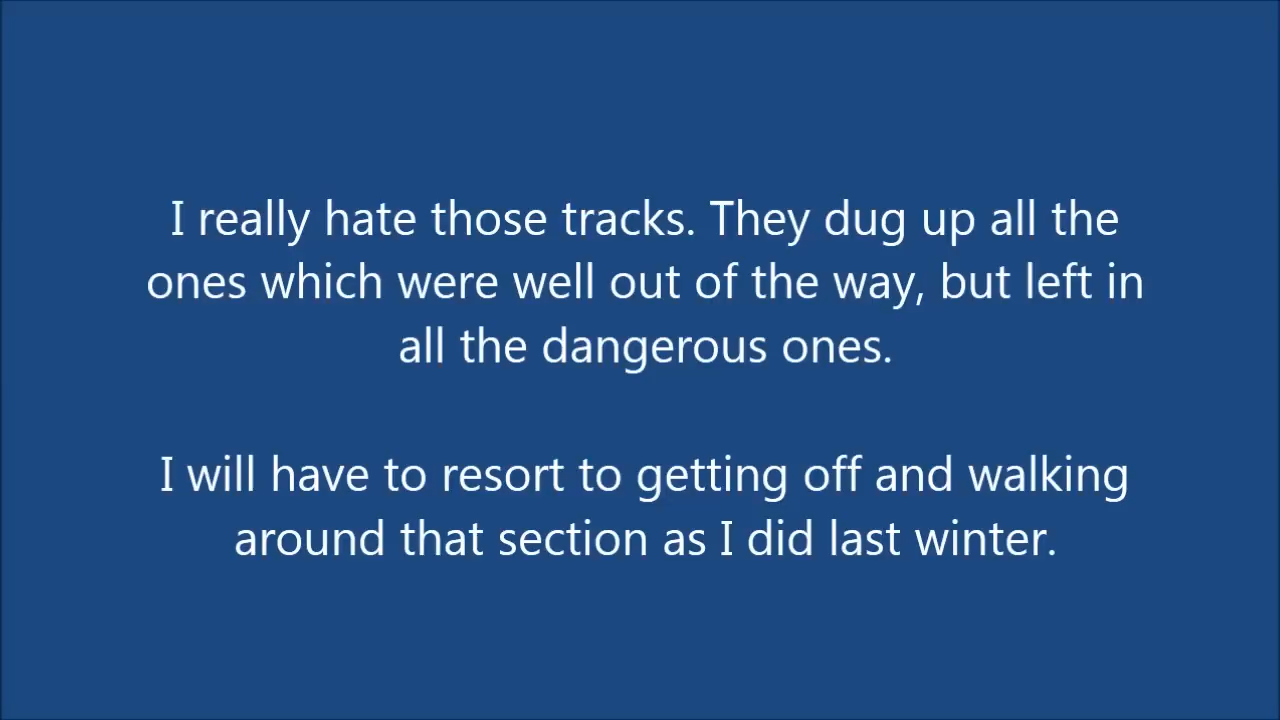 I really hate those tracks. They dug up all the
ones which were well out of the way, but left in
all the dangerous ones.
I will have to resort to getting off and walking
around that section as I did last winter.